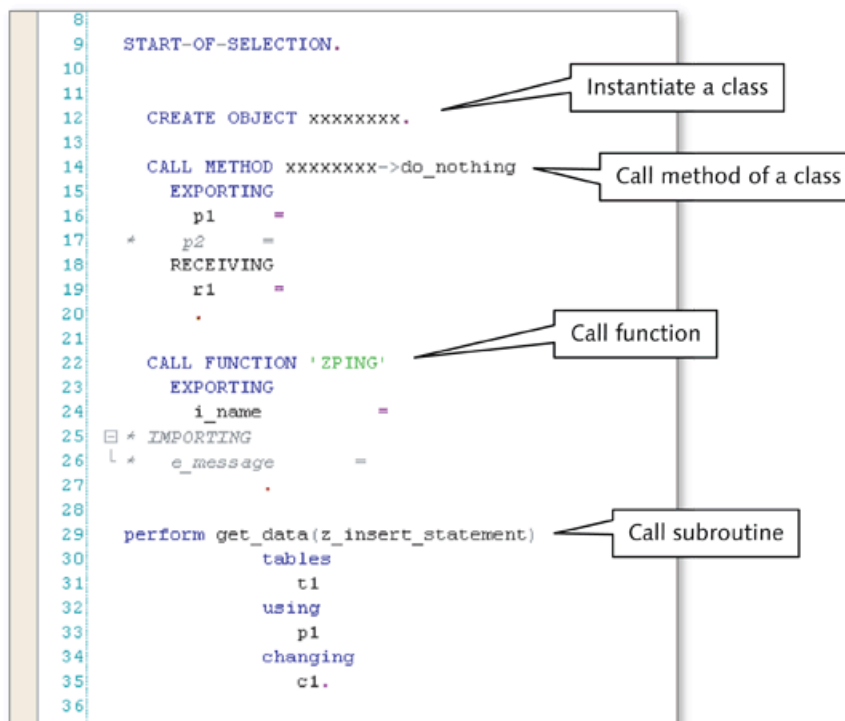 8
9 START-OF-SELECTION.
10
11
Instantiate a class
12 CREATE OBJECT xxxxxxxx.
13
14 CALL METHOD xxxxxxxx->do_nothing
Call method of a class
15 EXPORTING
16 p1 =
17 * p2 =
18 RECEIVING
19 r1 =
20 .
21
Call function
22 CALL FUNCTION 'ZPING'
23 EXPORTING
24 i_name =
25 * IMPORTING
26 * e_message =
27 .
28
29 perform get_data(z_insert_statement)
Call subroutine
30 tables
31 t1
32 using
33 p1
34 changing
35 c1.
36